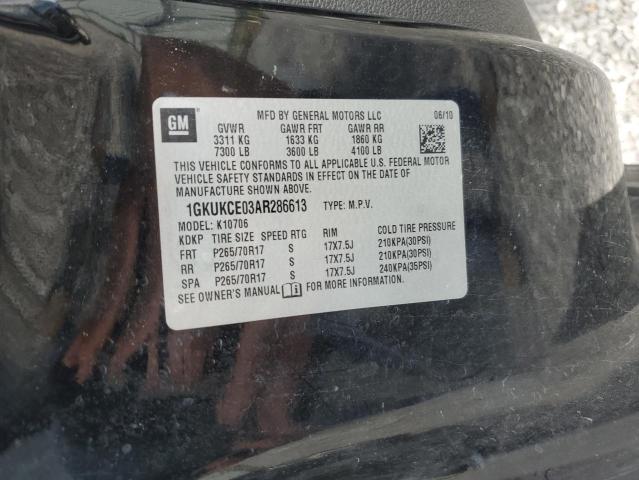 GM
MFD BY GENERAL MOTORS LLC 06/10
GVWR GAWR FRT GAWR RR
3311 KG 1633 KG 1860 KG
7300 LB 3600 LB 4100 LB
THIS VEHICLE CONFORMS TO ALL APPLICABLE U.S. FEDERAL MOTOR
VEHICLE SAFETY STANDARDS IN EFFECT ON THE DATE OF
MANUFACTURE SHOWN ABOVE.
1GKUKCE03AR286613 TYPE: M.P.V.
MODEL: K10706
KDKP TIRE SIZE SPEED RTG RIM COLD TIRE PRESSURE
FRT P265/70R17 S 17X7.5J 210KPA(30PSI)
RR P265/70R17 S 17X7.5J 210KPA(30PSI)
SPA P265/70R17 S 17X7.5J 240KPA(35PSI)
SEE OWNER'S MANUAL FOR MORE INFORMATION.